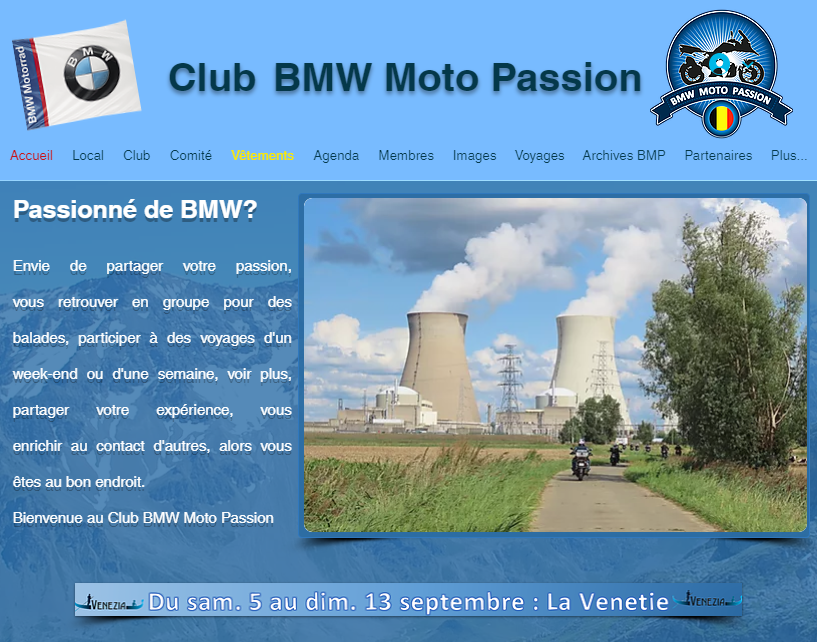 BMW Motorrad
BMW
Club BMW Moto Passion
BMW MOTO PASSION
Accueil Local Club Comité Vêtements Agenda Membres Images Voyages Archives BMP Partenaires Plus...
Passionné de BMW?
Envie de partager votre passion,
vous retrouver en groupe pour des
balades, participer à des voyages d'un
week-end ou d'une semaine, voir plus,
partager votre expérience, vous
enrichir au contact d'autres, alors vous
êtes au bon endroit.
Bienvenue au Club BMW Moto Passion
VENEZIA Du sam. 5 au dim. 13 septembre : La Venetie VENEZIA